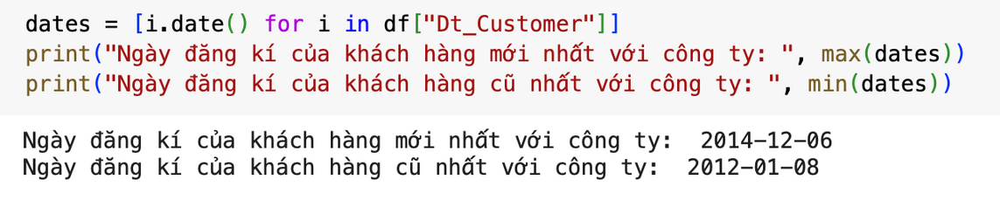 dates = [i.date() for i in df["Dt_Customer"]]
print("Ngày đăng kí của khách hàng mới nhất với công ty: ", max(dates))
print("Ngày đăng kí của khách hàng cũ nhất với công ty: ", min(dates))
Ngày đăng kí của khách hàng mới nhất với công ty:  2014-12-06
Ngày đăng kí của khách hàng cũ nhất với công ty:  2012-01-08